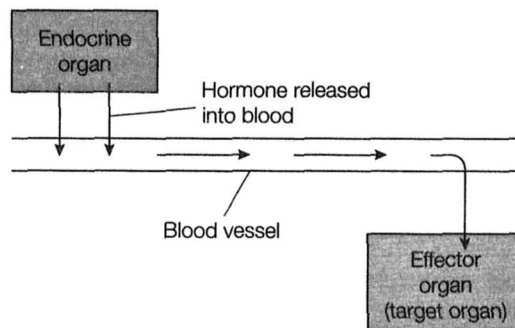 Endocrine
organ
Hormone released
into blood
Blood vessel
Effector
organ
(target organ)